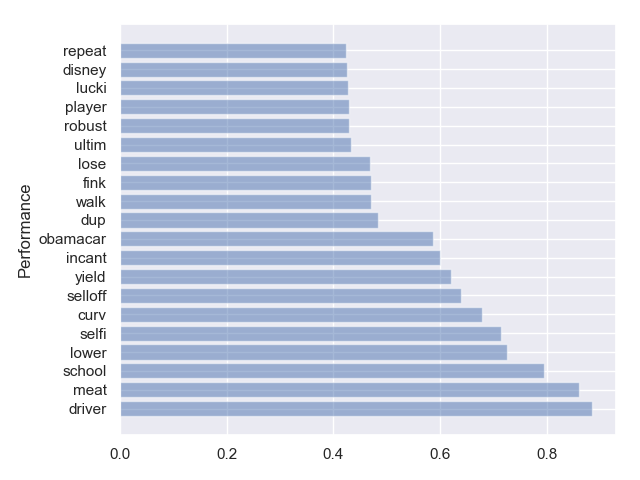 repeat
disney
lucki
player
robust
ultim
lose
fink
walk
dup
obamacar
incant
yield
selloff
curv
selfi
lower
school
meat
driver
Performance
0.0 0.2 0.4 0.6 0.8